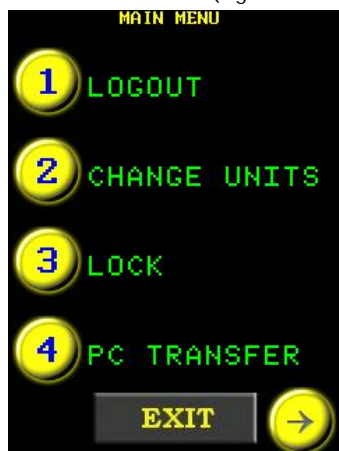 MAIN MENU
1 LOGOUT
2 CHANGE UNITS
3 LOCK
4 PC TRANSFER
EXIT →